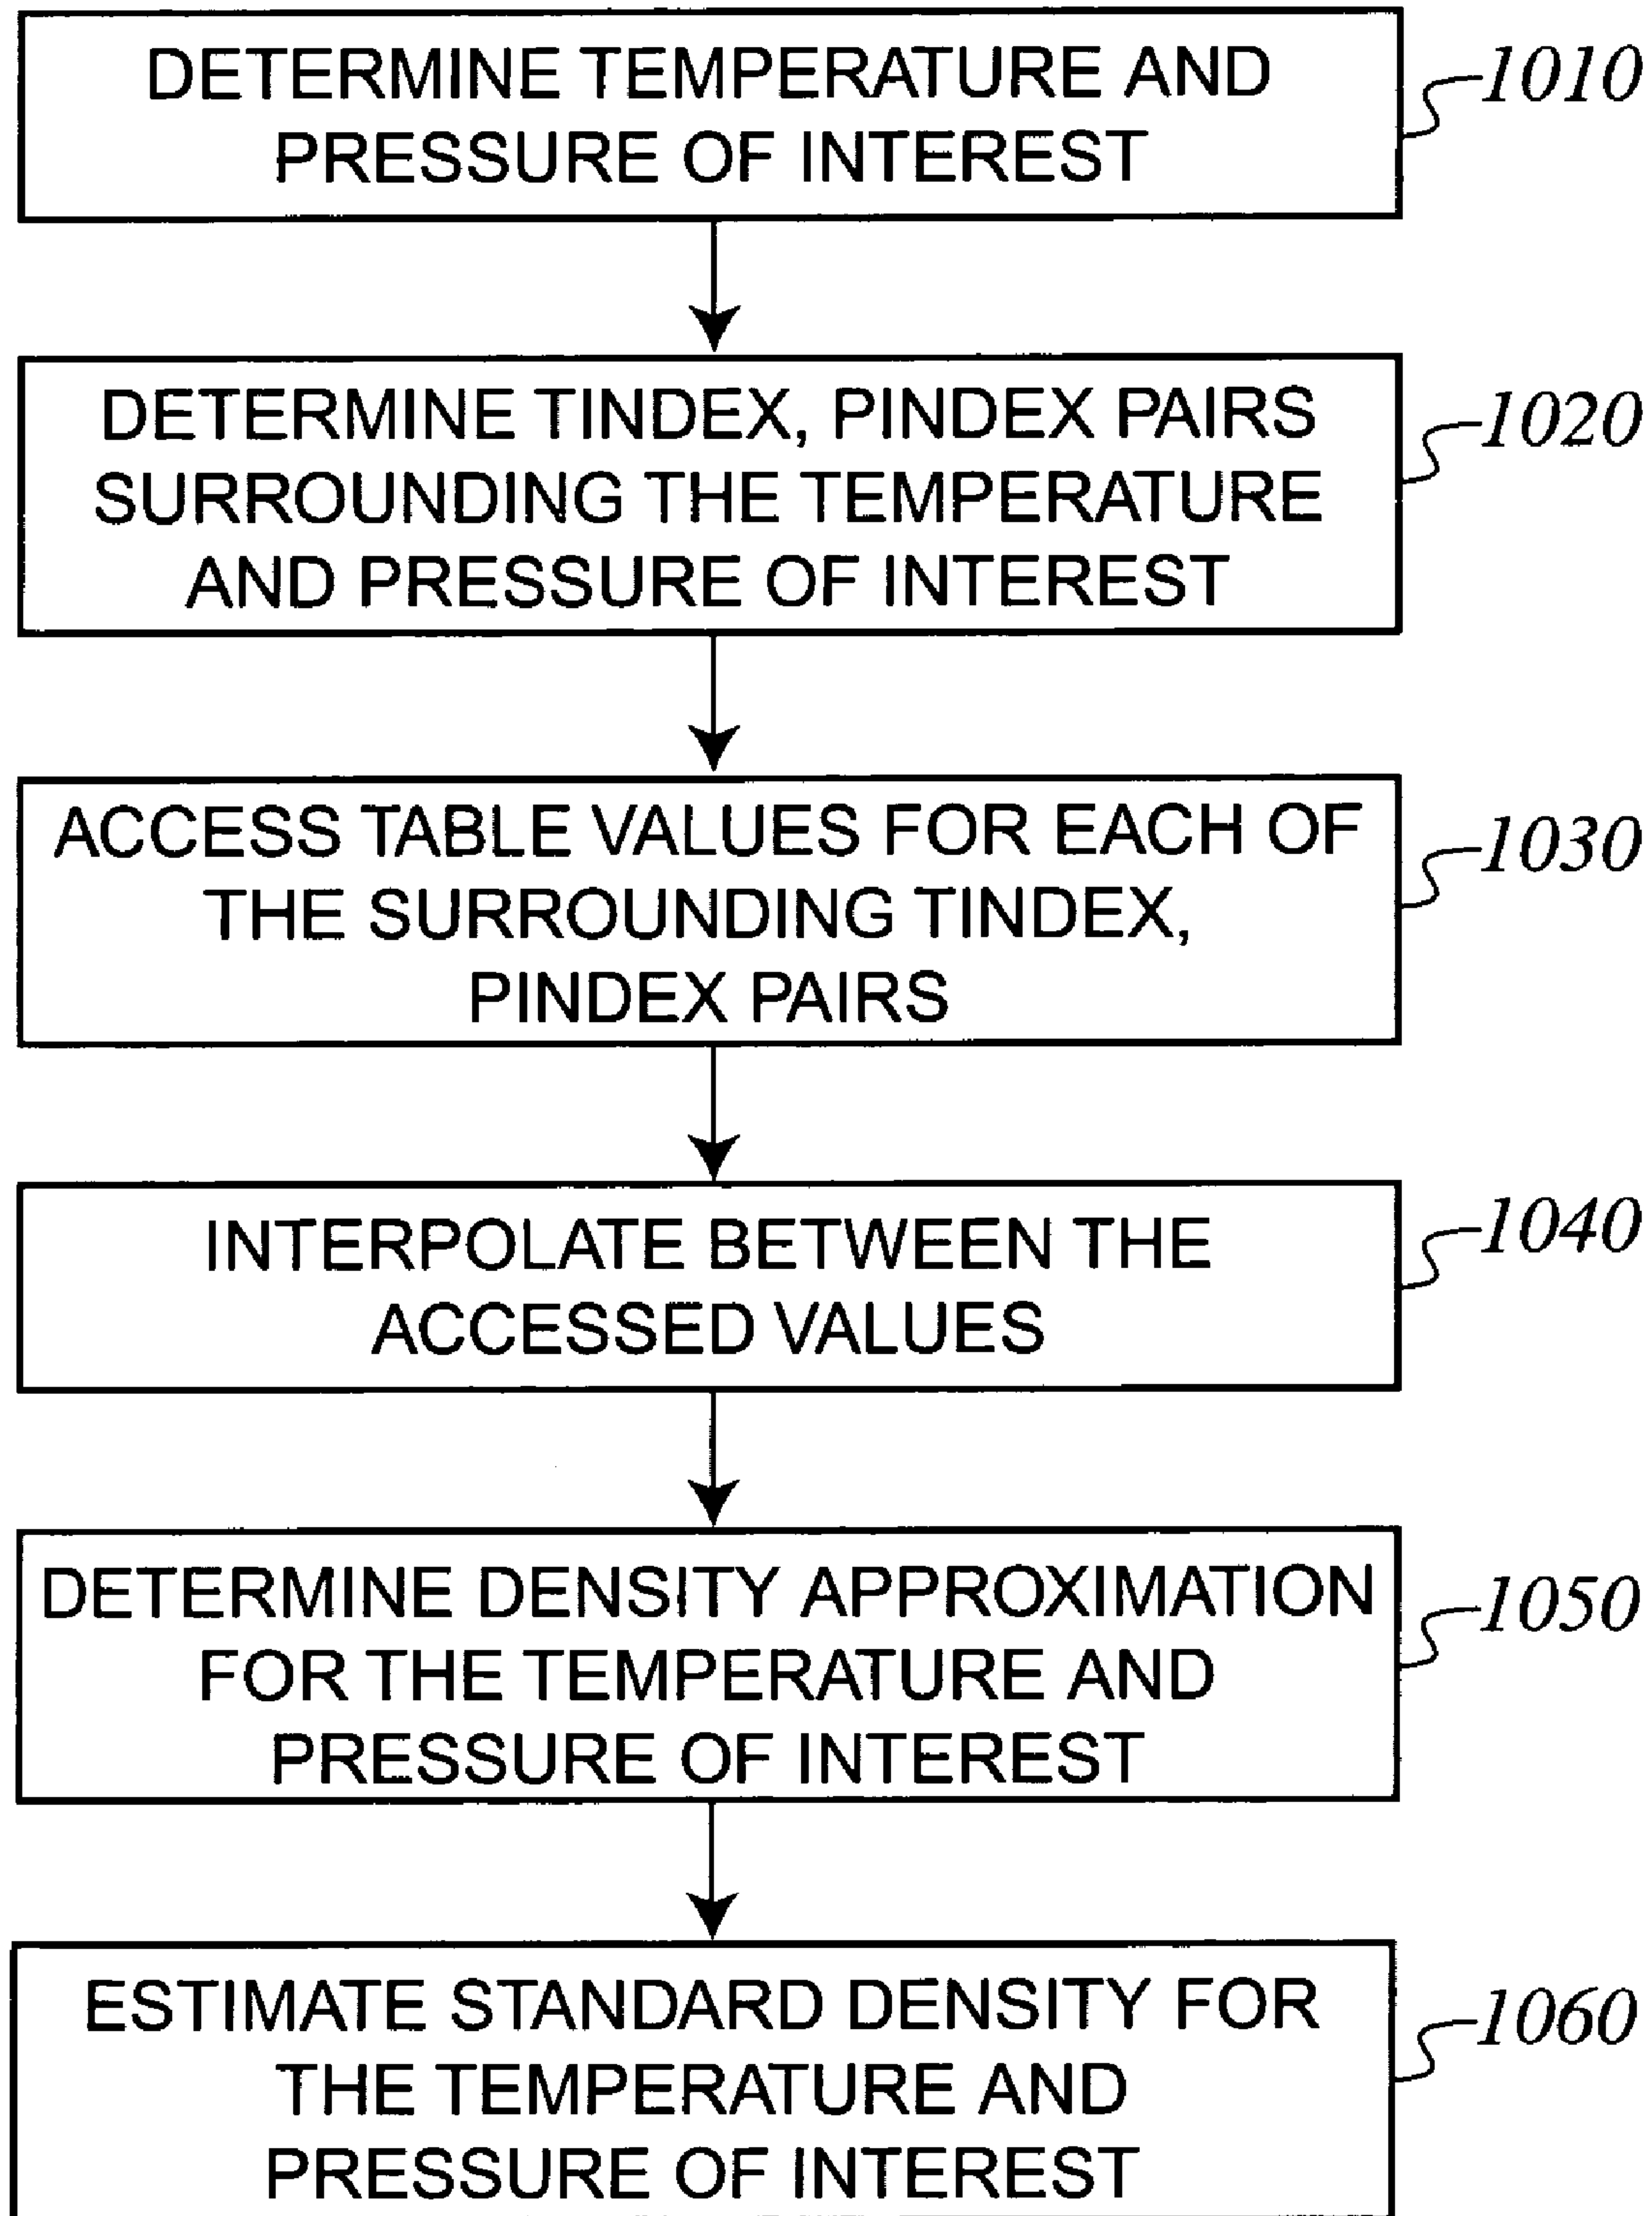 DETERMINE TEMPERATURE AND
PRESSURE OF INTEREST
1010
DETERMINE TINDEX, PINDEX PAIRS
SURROUNDING THE TEMPERATURE
AND PRESSURE OF INTEREST
1020
ACCESS TABLE VALUES FOR EACH OF
THE SURROUNDING TINDEX,
PINDEX PAIRS
1030
INTERPOLATE BETWEEN THE
ACCESSED VALUES
1040
DETERMINE DENSITY APPROXIMATION
FOR THE TEMPERATURE AND
PRESSURE OF INTEREST
1050
ESTIMATE STANDARD DENSITY FOR
THE TEMPERATURE AND
PRESSURE OF INTEREST
1060